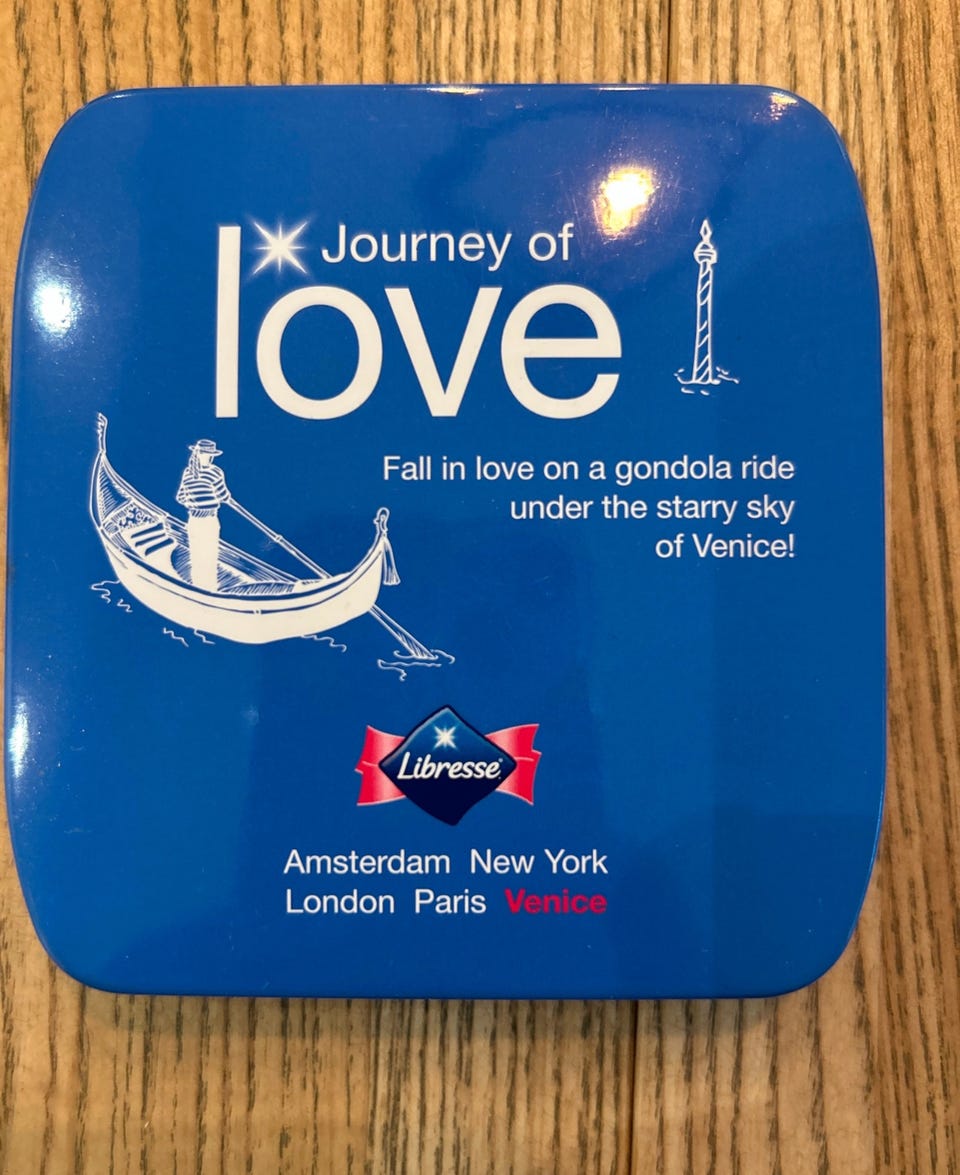 Journey of
love
Fall in love on a gondola ride
under the starry sky
of Venice!
Libresse
Amsterdam New York
London Paris Venice